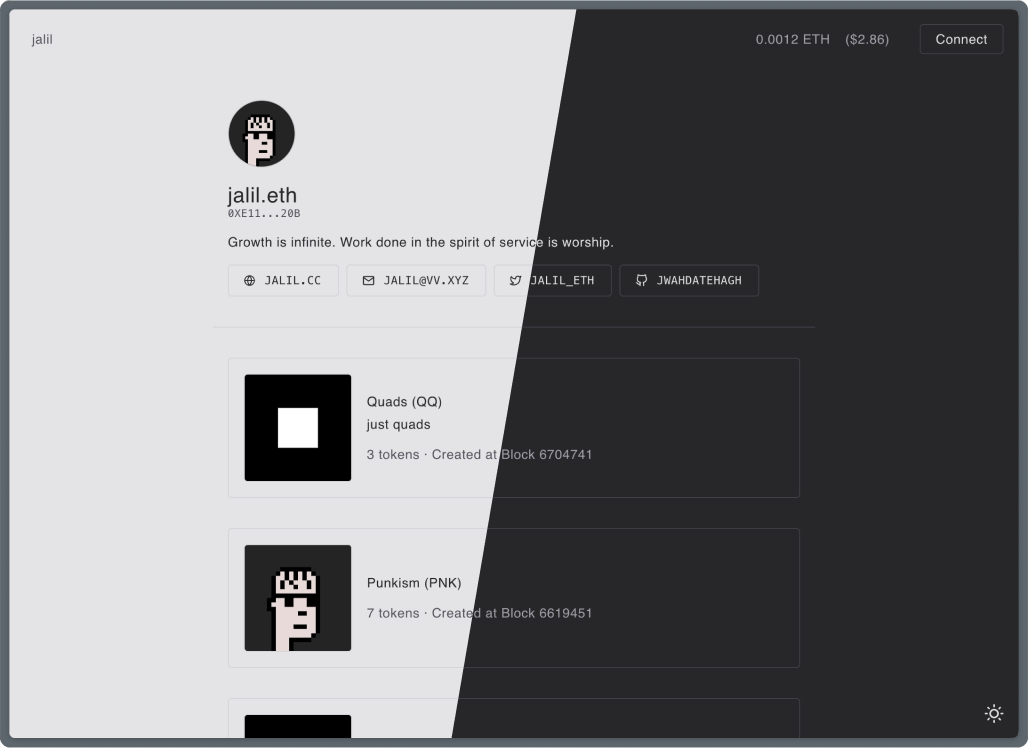 jalil
0.0012 ETH ($2.86)
Connect
jalil.eth
0XE11...20B
Growth is infinite. Work done in the spirit of service is worship.
JALIL.CC
JALIL@VV.XYZ
JALIL_ETH
JWAHDATEHAGH
Quads (QQ)
just quads
3 tokens · Created at Block 6704741
Punkism (PNK)
7 tokens · Created at Block 6619451